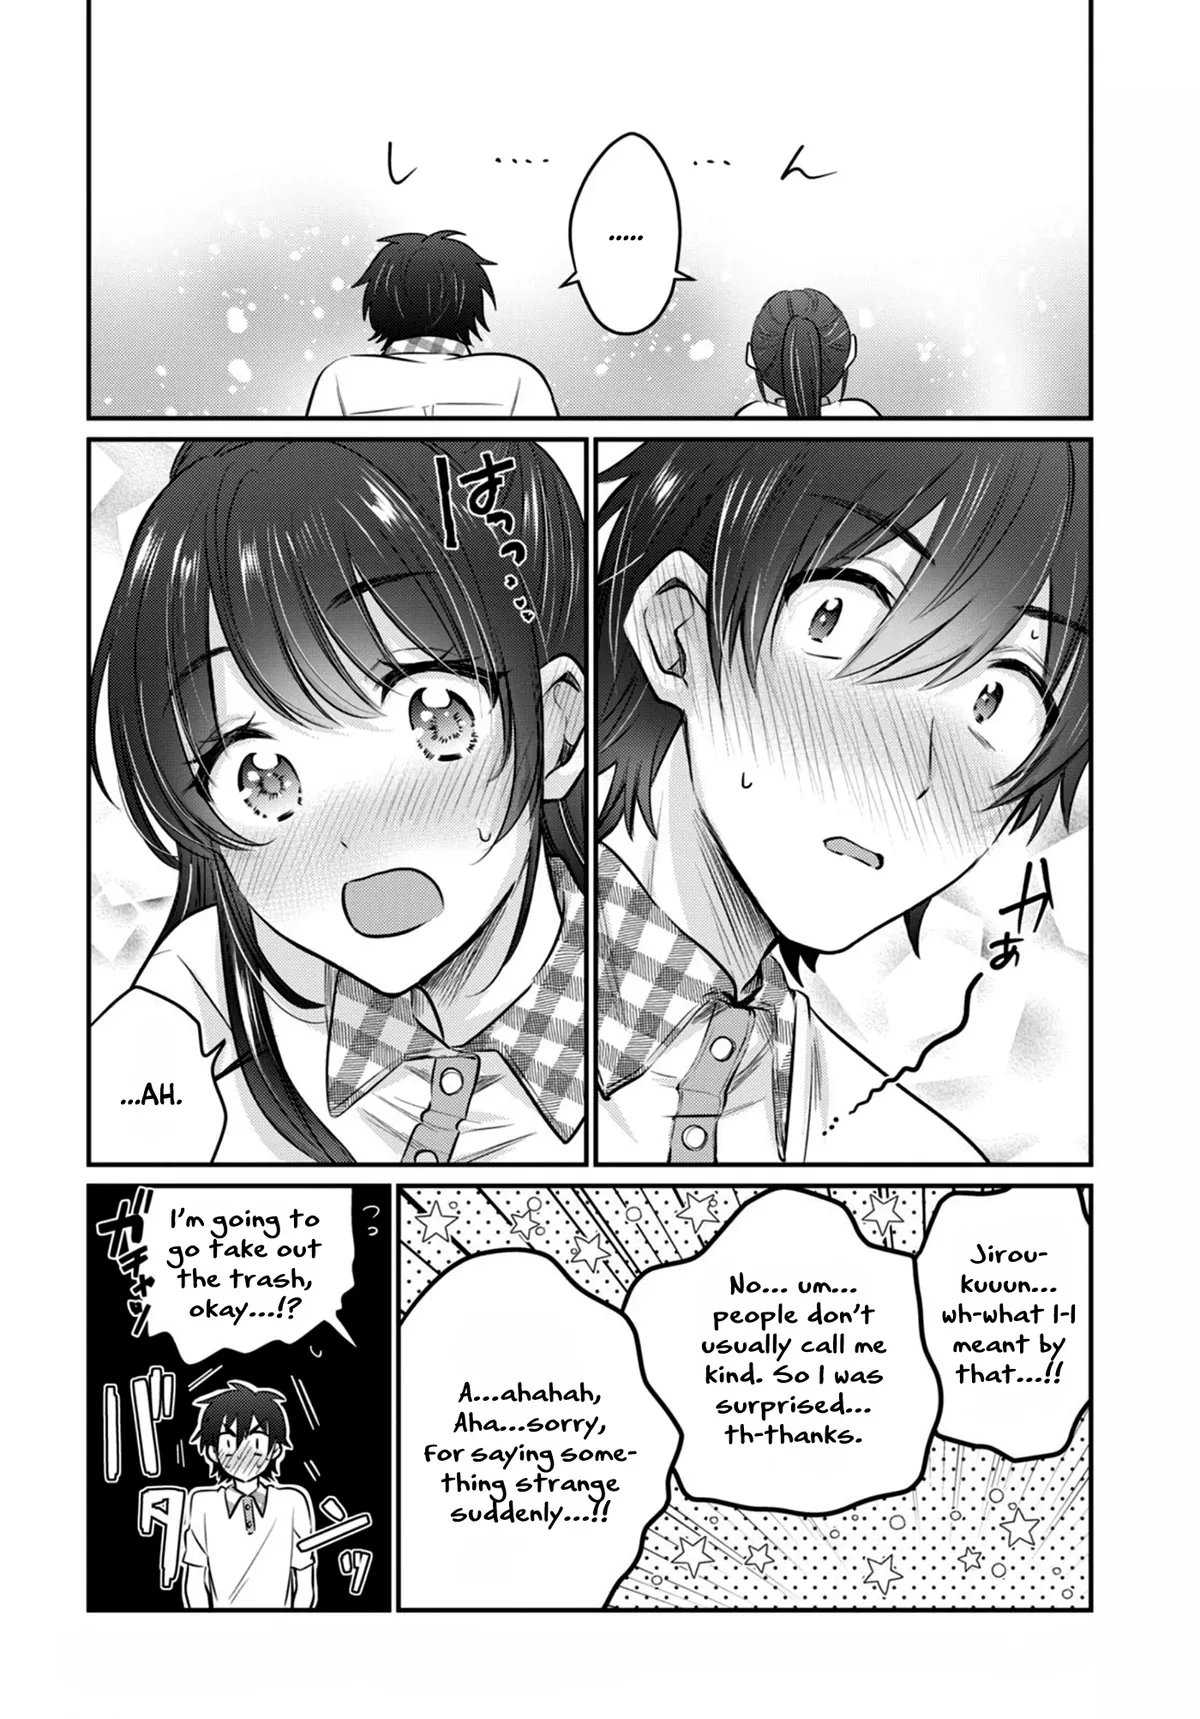 し ‥‥ ‥‥ ん
.....
かぁ
はっっ…
...AH.
Jirou-
kuuun...
wh-what I-I
meant by
that...!!
No... um...
people don't
usually call me
kind. So I was
surprised...
th-thanks.
A...ahahah,
Aha...sorry,
for saying some-
thing strange
suddenly...!!
I'm going to
go take out
the trash,
okay...!?
ガチャッ
バタンッ